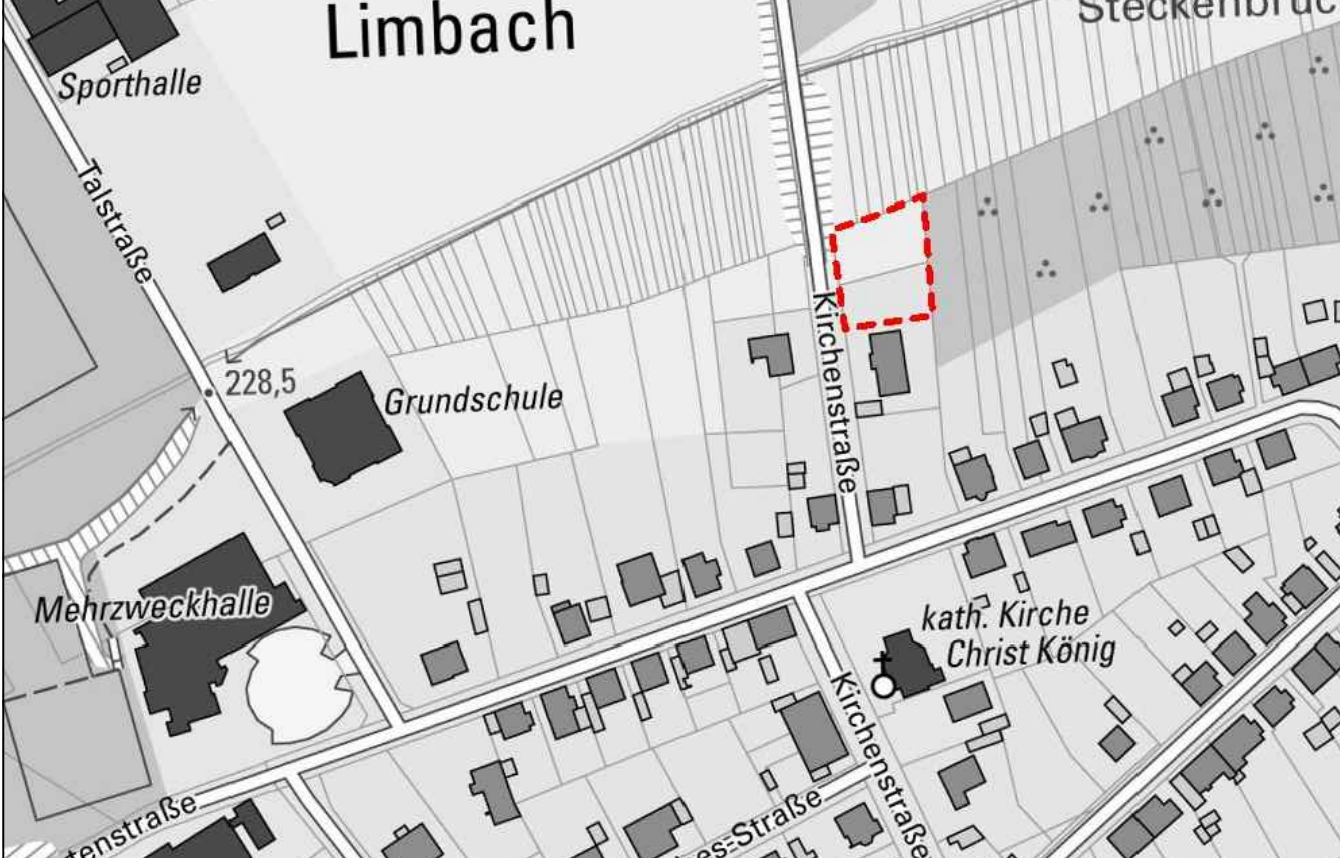 Limbach
Sporthalle
Talstraße
228,5
Grundschule
Kirchenstraße
Mehrzweckhalle
kath. Kirche
Christ König
Kirchenstraße